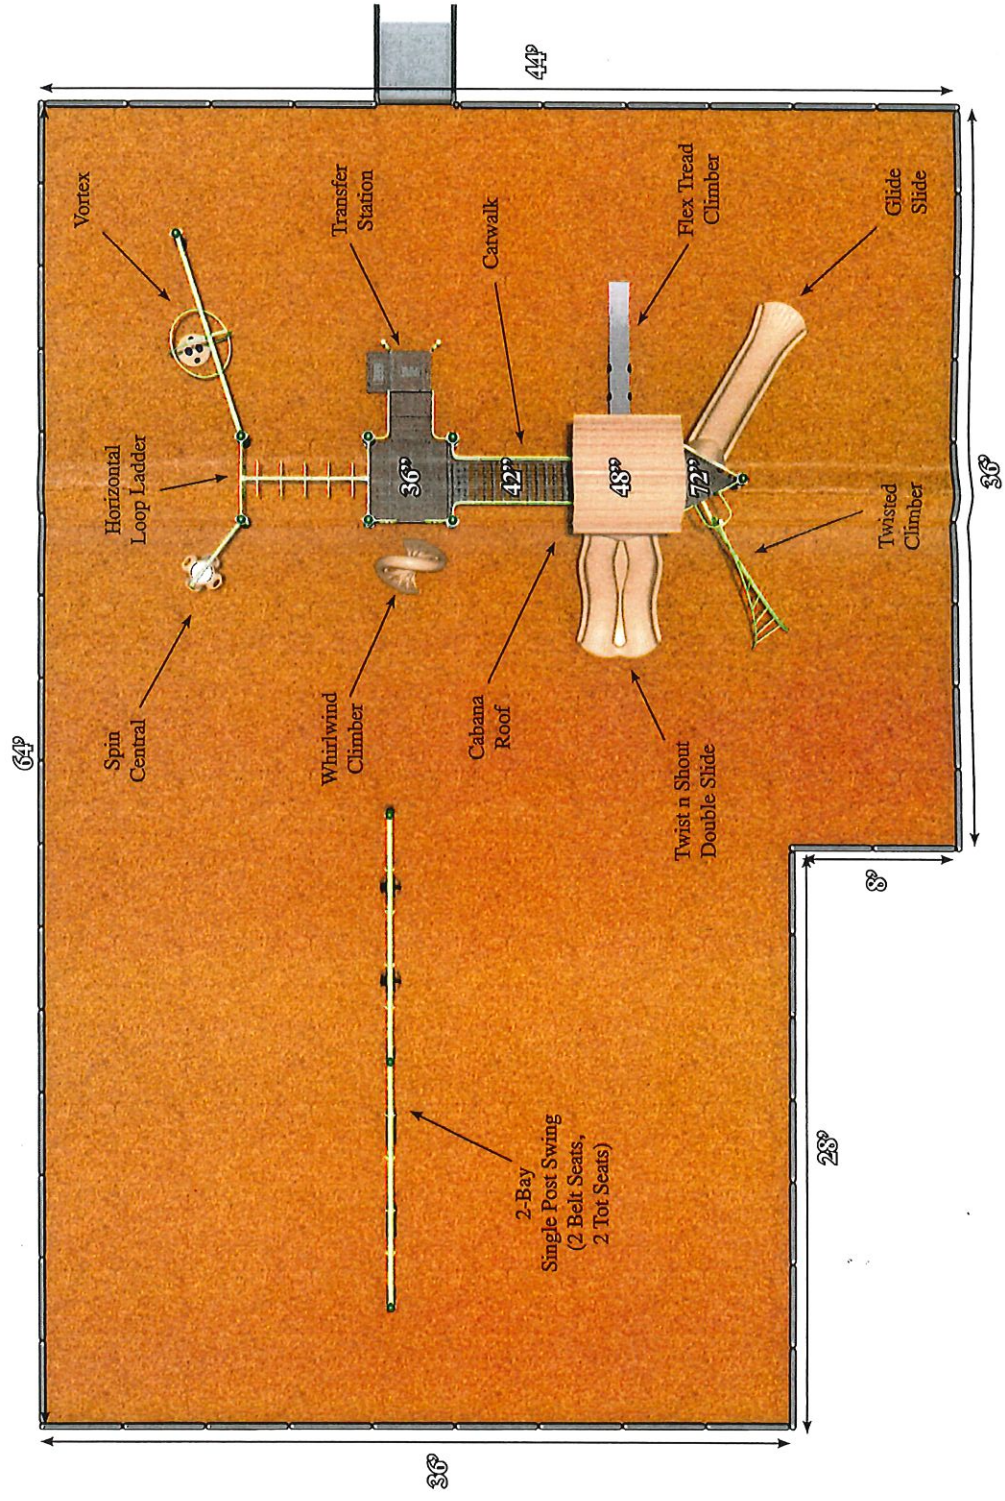 64'
44'
36'
36'
28'
8'
Spin
Central
Horizontal
Loop Ladder
Vortex
Whirlwind
Climber
Transfer
Station
Cabana
Roof
Catwalk
Twist n Shout
Double Slide
Flex Tread
Climber
Twisted
Climber
Glide
Slide
2-Bay
Single Post Swing
(2 Belt Seats,
2 Tot Seats)
36"
42"
48"
72"